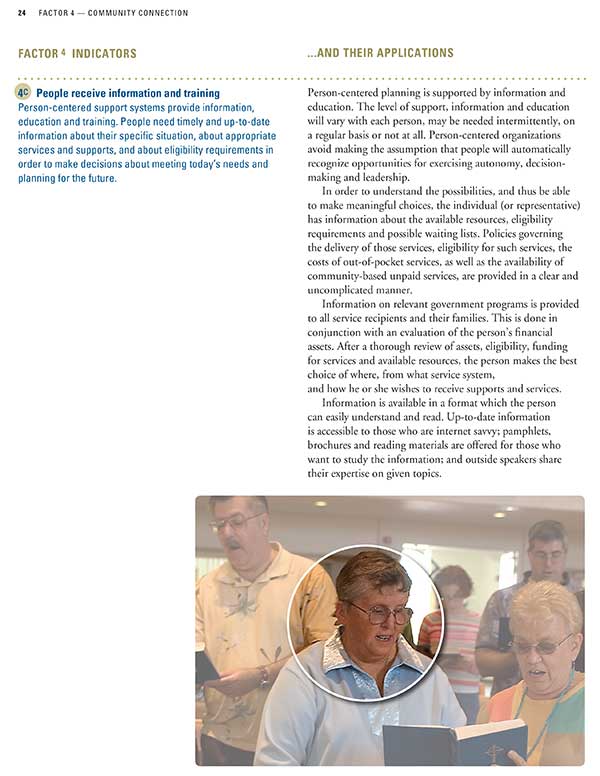 24 FACTOR 4 — COMMUNITY CONNECTION
FACTOR 4 INDICATORS
...AND THEIR APPLICATIONS
4C People receive information and training
Person-centered support systems provide information,
education and training. People need timely and up-to-date
information about their specific situation, about appropriate
services and supports, and about eligibility requirements in
order to make decisions about meeting today's needs and
planning for the future.
Person-centered planning is supported by information and
education. The level of support, information and education
will vary with each person, may be needed intermittently, on
a regular basis or not at all. Person-centered organizations
avoid making the assumption that people will automatically
recognize opportunities for exercising autonomy, decision-
making and leadership.
In order to understand the possibilities, and thus be able
to make meaningful choices, the individual (or representative)
has information about the available resources, eligibility
requirements and possible waiting lists. Policies governing
the delivery of those services, eligibility for such services, the
costs of out-of-pocket services, as well as the availability of
community-based unpaid services, are provided in a clear and
uncomplicated manner.
Information on relevant government programs is provided
to all service recipients and their families. This is done in
conjunction with an evaluation of the person's financial
assets. After a thorough review of assets, eligibility, funding
for services and available resources, the person makes the best
choice of where, from what service system,
and how he or she wishes to receive supports and services.
Information is available in a format which the person
can easily understand and read. Up-to-date information
is accessible to those who are internet savvy; pamphlets,
brochures and reading materials are offered for those who
want to study the information; and outside speakers share
their expertise on given topics.